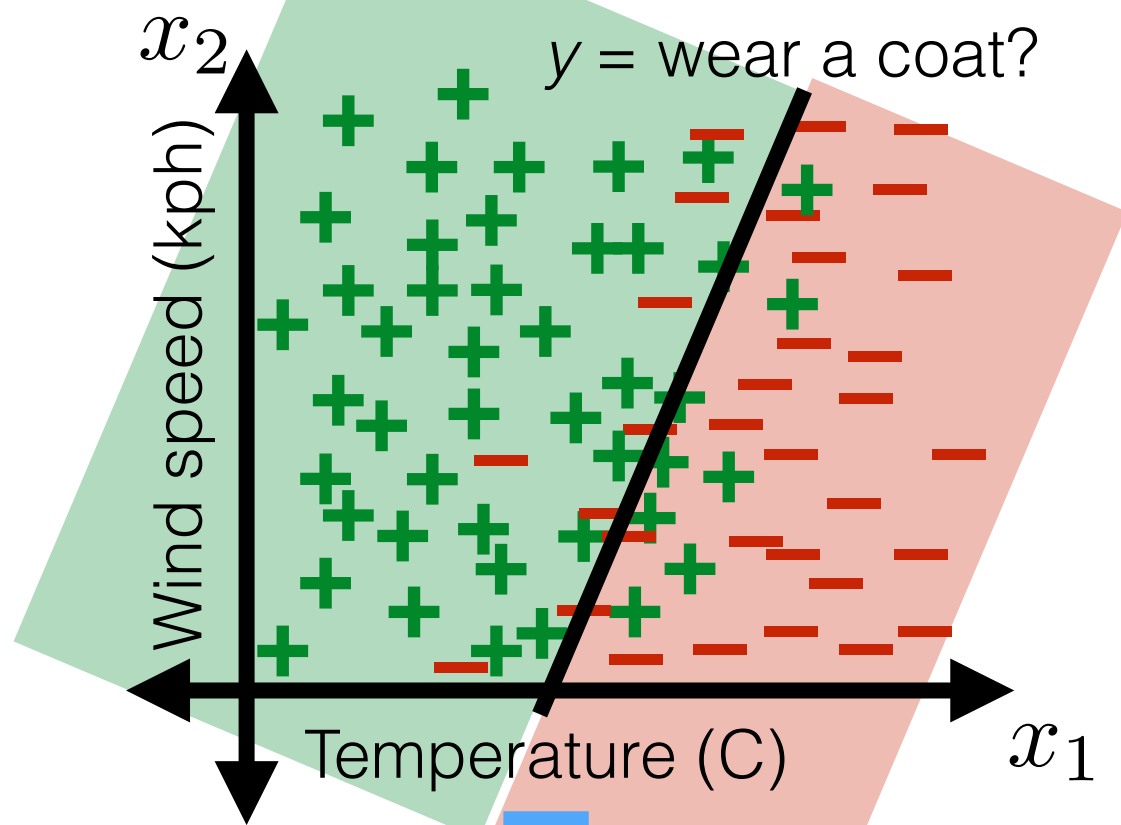 x₂
y = wear a coat?
Wind speed (kph)
Temperature (C)
x₁